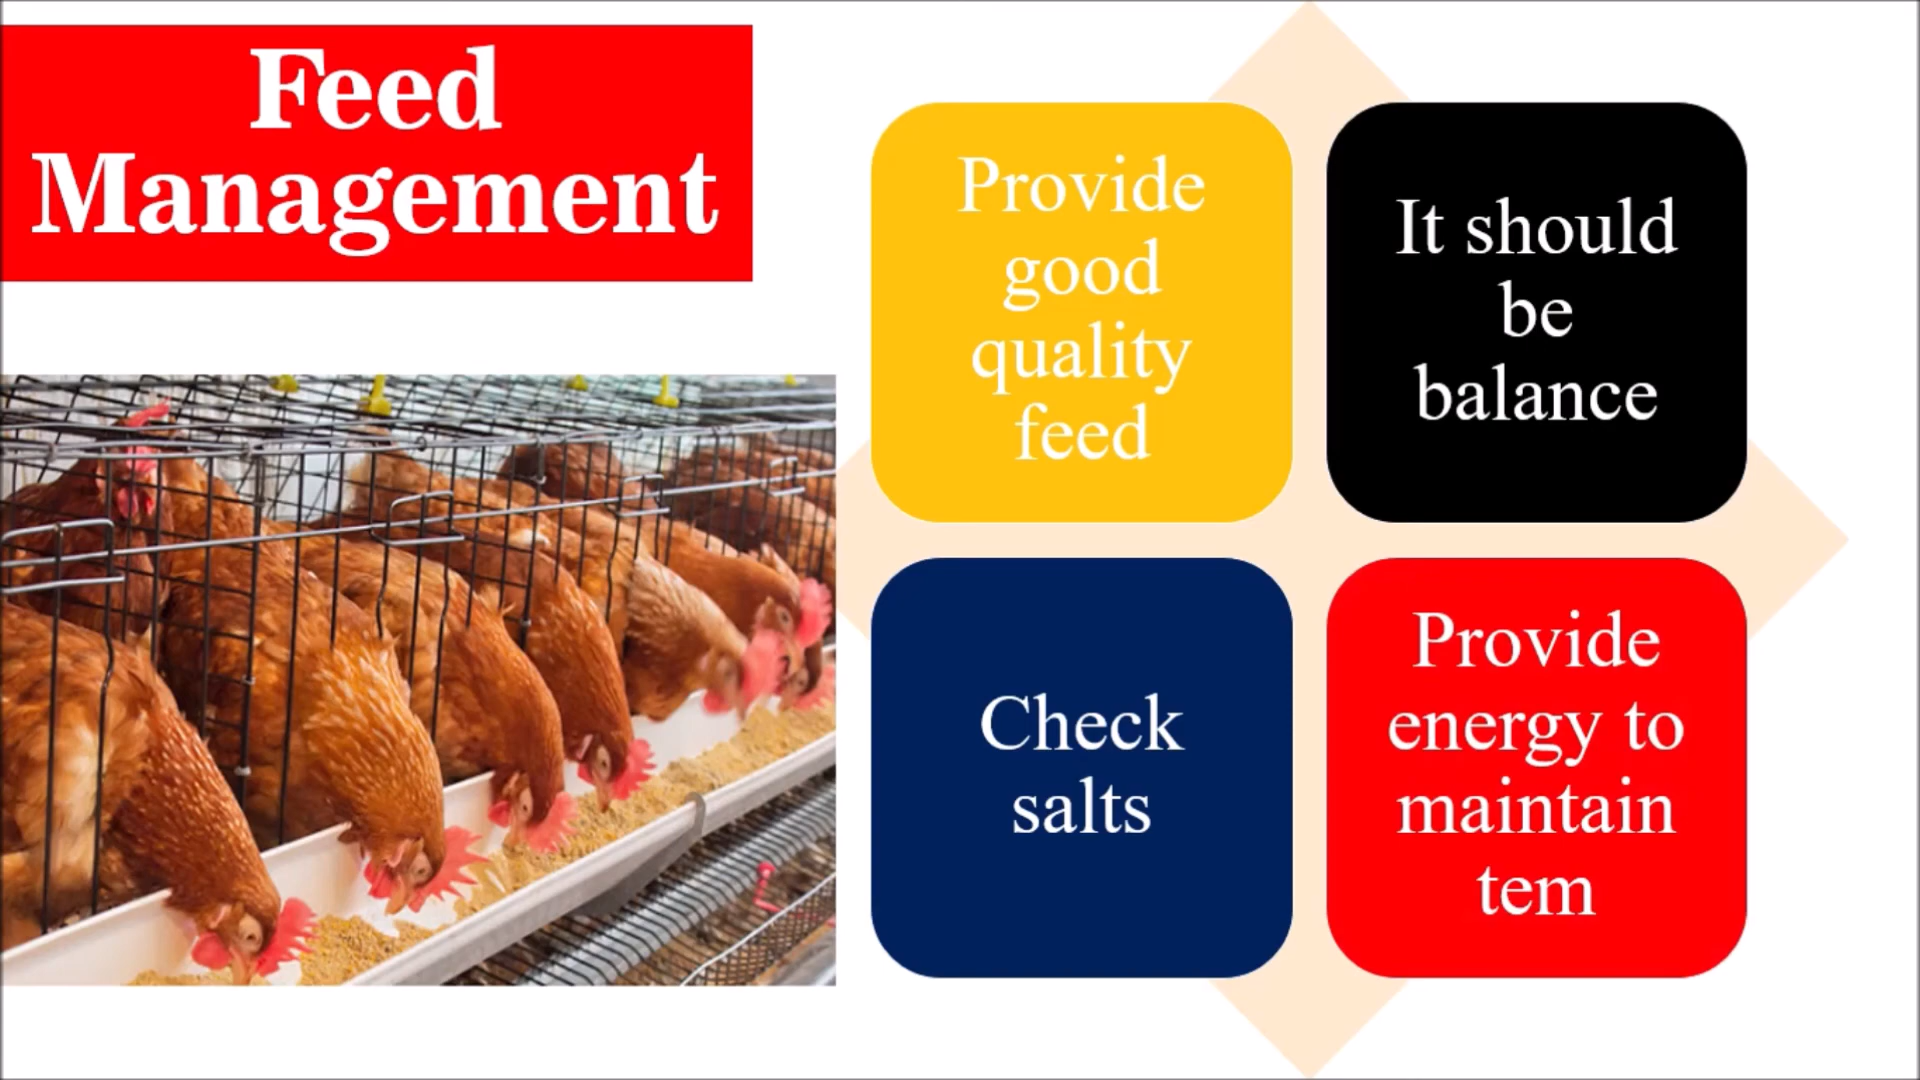 Feed
Management
Provide
good
quality
feed
It should
be
balance
Check
salts
Provide
energy to
maintain
tem